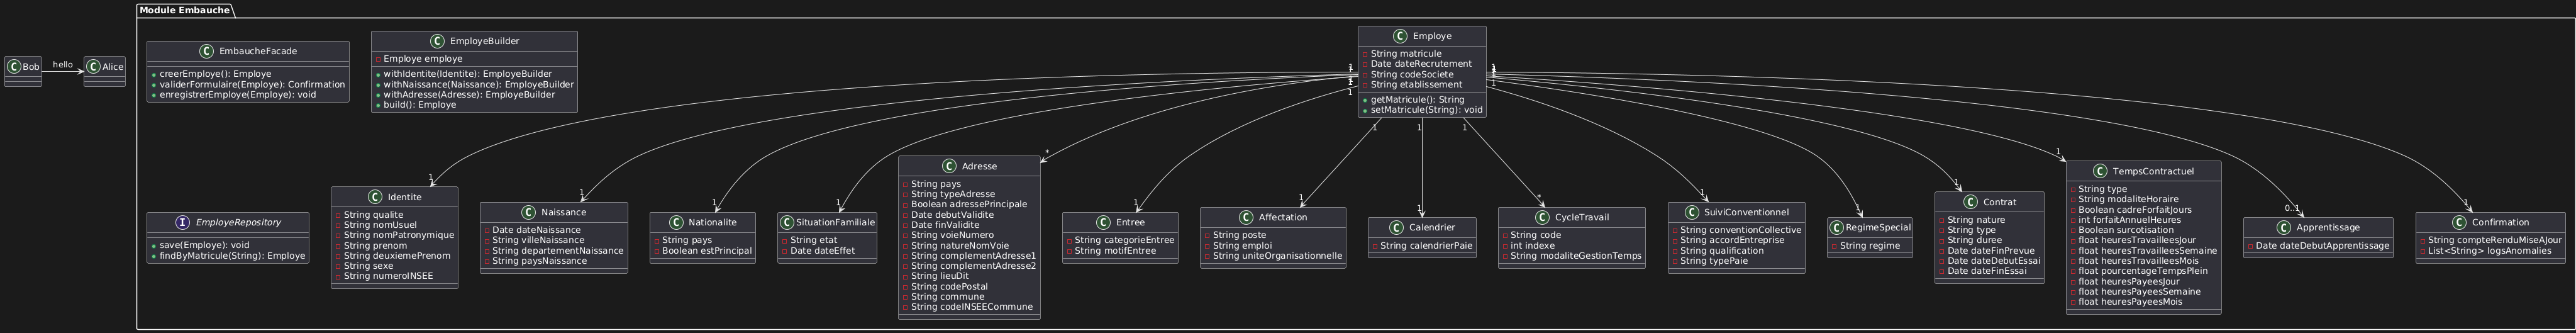 Module Embauche
Bob
hello
Alice
EmbaucheFacade
creerEmploye(): Employe
validerFormulaire(Employe): Confirmation
enregistrerEmploye(Employe): void
EmployeBuilder
Employe employe
withIdentite(Identite): EmployeBuilder
withNaissance(Naissance): EmployeBuilder
withAdresse(Adresse): EmployeBuilder
build(): Employe
Employe
String matricule
Date dateRecrutement
String codeSociete
String etablissement
getMatricule(): String
setMatricule(String): void
EmployeRepository
save(Employe): void
findByMatricule(String): Employe
1
Identite
String qualite
String nomUsuel
String nomPatronymique
String prenom
String deuxiemePrenom
String sexe
String numeroINSEE
1
Naissance
Date dateNaissance
String villeNaissance
String departementNaissance
String paysNaissance
1
Nationalite
String pays
Boolean estPrincipal
1
SituationFamiliale
String etat
Date dateEffet
*
Adresse
String pays
String typeAdresse
Boolean adressePrincipale
Date debutValidite
Date finValidite
String voieNumero
String natureNomVoie
String complementAdresse1
String complementAdresse2
String lieuDit
String codePostal
String commune
String codeINSEECommune
1
1
Entree
String categorieEntree
String motifEntree
1
1
Affectation
String poste
String emploi
String uniteOrganisationnelle
1
1
Calendrier
String calendrierPaie
1
*
CycleTravail
String code
int indexe
String modaliteGestionTemps
1
1
SuiviConventionnel
String conventionCollective
String accordEntreprise
String qualification
String typePaie
1
RegimeSpecial
String regime
1
Contrat
String nature
String type
String duree
Date dateFinPrevue
Date dateDebutEssai
Date dateFinEssai
1
TempsContractuel
String type
String modaliteHoraire
Boolean cadreForfaitJours
int forfaitAnnuelHeures
Boolean surcotisation
float heuresTravailleesJour
float heuresTravailleesSemaine
float heuresTravailleesMois
float pourcentageTempsPlein
float heuresPayeesJour
float heuresPayeesSemaine
float heuresPayeesMois
0..1
Apprentissage
Date dateDebutApprentissage
1
Confirmation
String compteRenduMiseAJour
List<String> logsAnomalies